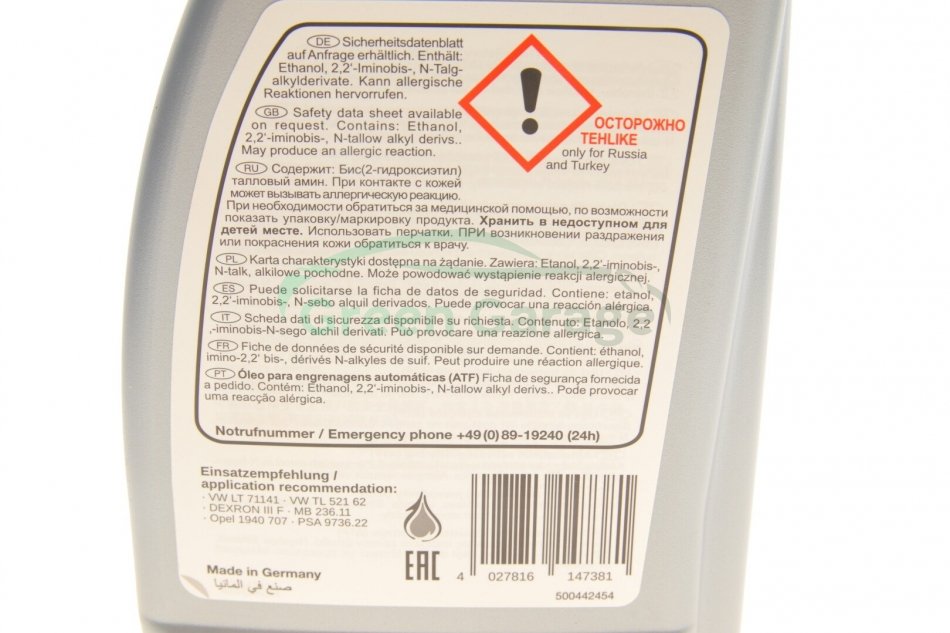 DE Sicherheitsdatenblatt
auf Anfrage erhältlich. Enthält:
Ethanol, 2,2'-Iminobis-, N-Talg-
alkylderivate. Kann allergische
Reaktionen hervorrufen.
GB Safety data sheet available
on request. Contains: Ethanol,
2,2'-iminobis-, N-tallow alkyl derivs..
May produce an allergic reaction.
RU Содержит: Бис(2-гидроксиэтил)
талловый амин. При контакте с кожей
может вызывать аллергическую реакцию.
При необходимости обратиться за медицинской помощью, по возможности
показать упаковку/маркировку продукта. Хранить в недоступном для
детей месте. Использовать перчатки. ПРИ возникновении раздражения
или покраснения кожи обратиться к врачу.
PL Karta charakterystyki dostępna na żądanie. Zawiera: Etanol, 2,2'-iminobis-,
N-talk, alkilowe pochodne. Może powodować wystąpienie reakcji alergicznej.
ES Puede solicitarse la ficha de datos de seguridad. Contiene: etanol,
2,2'-iminobis-, N-sebo alquil derivados. Puede provocar una reacción alérgica.
IT Scheda dati di sicurezza disponibile su richiesta. Contenuto: Etanolo, 2,2
'-iminobis-N-sego alchil derivati. Può provocare una reazione allergica.
FR Fiche de données de sécurité disponible sur demande. Contient: éthanol,
imino-2,2' bis-, dérivés N-alkyles de suif. Peut produire une réaction allergique.
PT Óleo para engrenagens automáticas (ATF) Ficha de segurança fornecida
a pedido. Contém: Ethanol, 2,2'-iminobis-, N-tallow alkyl derivs.. Pode provocar
uma reacção alérgica.
Notrufnummer / Emergency phone +49(0)89-19240 (24h)
ОСТОРОЖНО
TEHLIKE
only for Russia
and Turkey
Green Garage
Einsatzempfehlung /
application recommendation:
· VW LT 71141 · VW TL 521 62
· DEXRON III F · MB 236.11
· Opel 1940 707 · PSA 9736.22
Made in Germany
صنع في المانيا
EAC
4 027816 147381
500442454